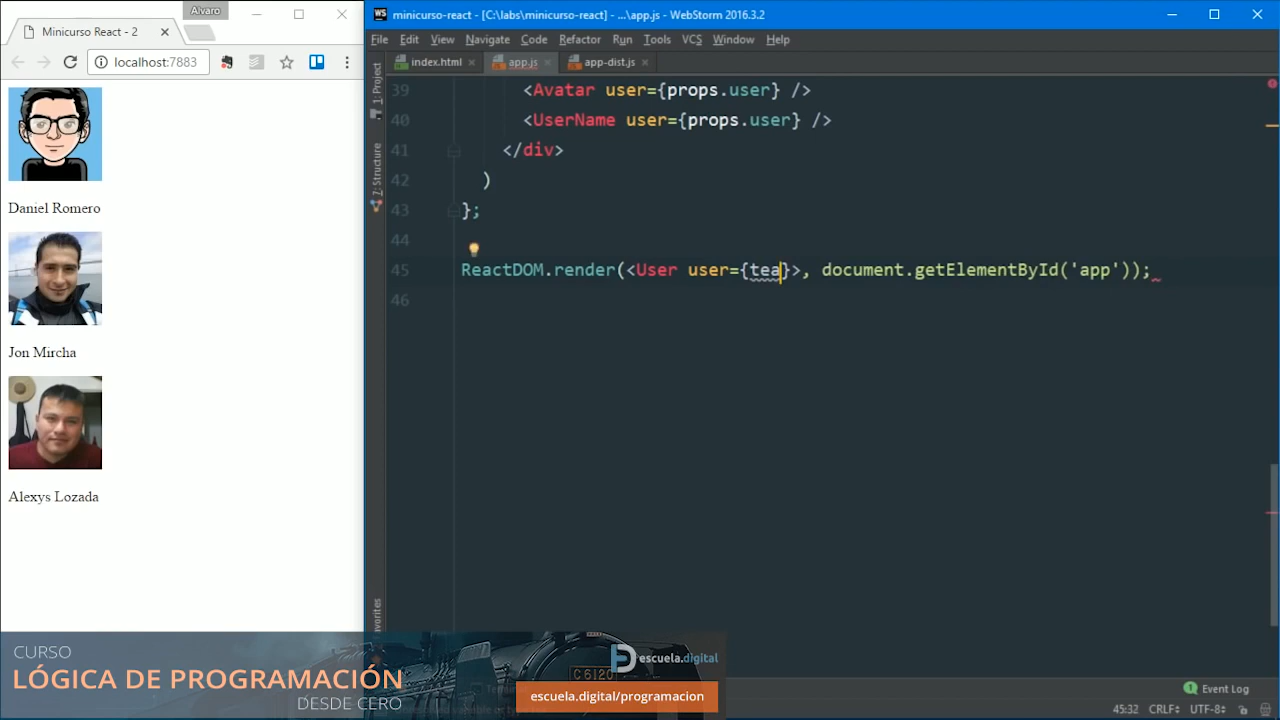 Alvaro
Minicurso React - 2
localhost:7883
Daniel Romero
Jon Mircha
Alexys Lozada
WS
minicurso-react - [C:\labs\minicurso-react] - ...\app.js - WebStorm 2016.3.2
File Edit View Navigate Code Refactor Run Tools VCS Window Help
index.html app.js app-dist.js
1: Project
7: Structure
39 <Avatar user={props.user} />
40 <UserName user={props.user} />
41 </div>
42 )
43 };
44
45 ReactDOM.render(<User user={tea}>, document.getElementById('app'));
46
CURSO
LÓGICA DE PROGRAMACIÓN
DESDE CERO
C 6120
escuela.digital
escuela.digital/programacion
Event Log
45:32 CRLF UTF-8